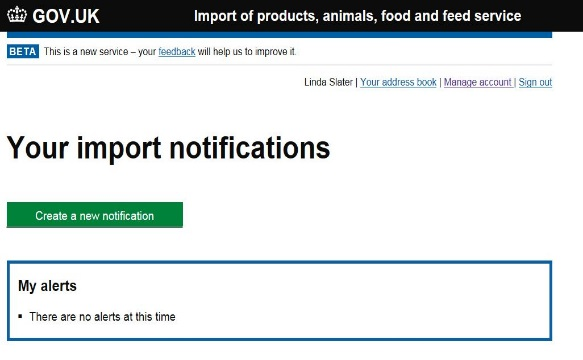 GOV.UK Import of products, animals, food and feed service
BETA This is a new service – your feedback will help us to improve it.
Linda Slater | Your address book | Manage account | Sign out
Your import notifications
Create a new notification
My alerts
▪ There are no alerts at this time